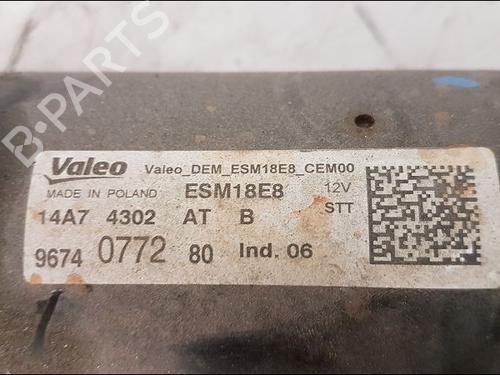 B-PARTS
Valeo Valeo_DEM_ESM18E8_CEM00
MADE IN POLAND ESM18E8 12V
14A7 4302 AT B STT
9674 0772 80 Ind. 06